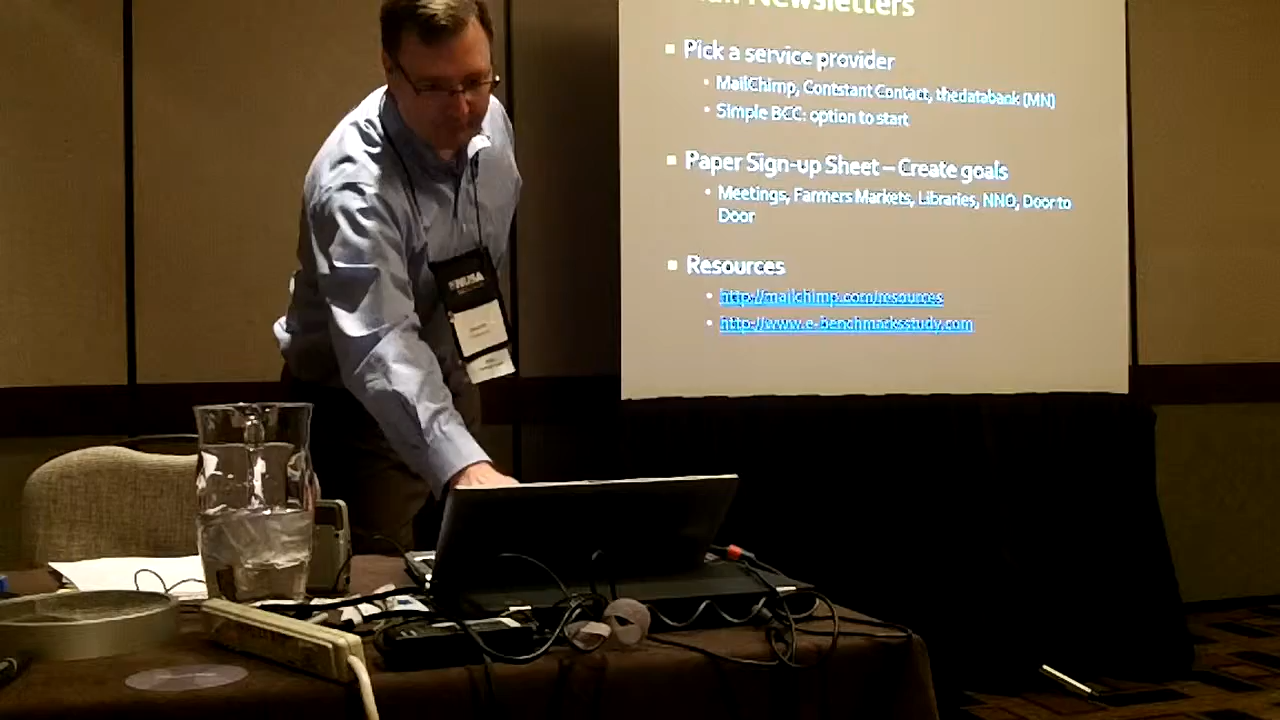 Newsletters
Pick a service provider
MailChimp, Contstant Contact, thedatabank (MN)
Simple BCC: option to start
Paper Sign-up Sheet – Create goals
Meetings, Farmers Markets, Libraries, NNO, Door to
Door
Resources
http://mailchimp.com/resources
http://www.e-benchmarksstudy.com
NUSA